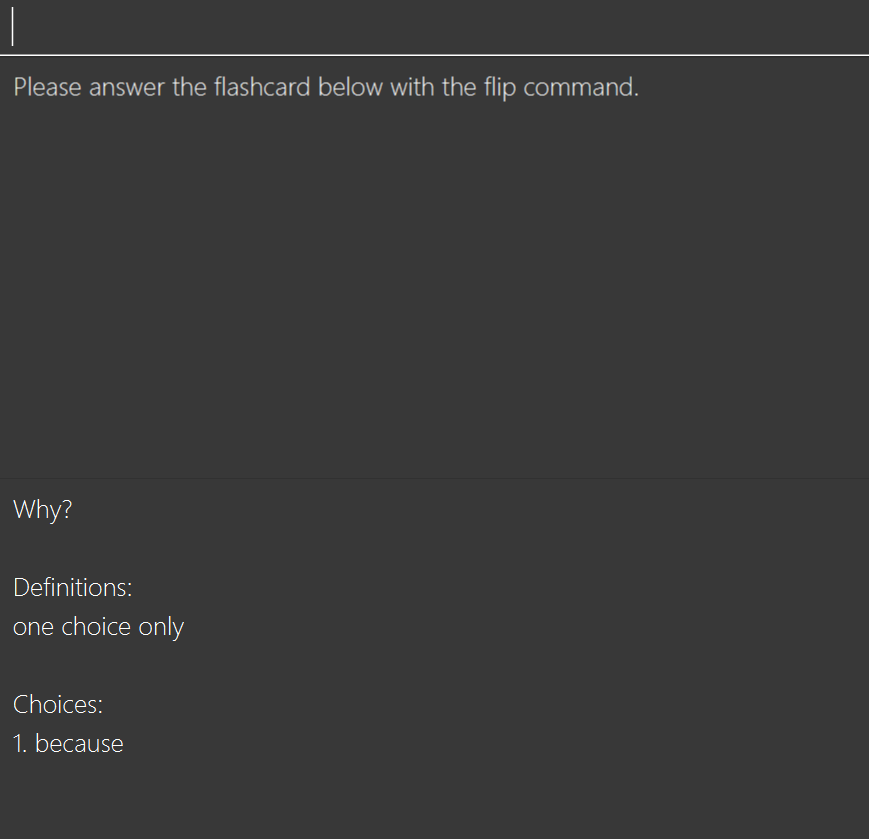 Please answer the flashcard below with the flip command.
Why?
Definitions:
one choice only
Choices:
1. because